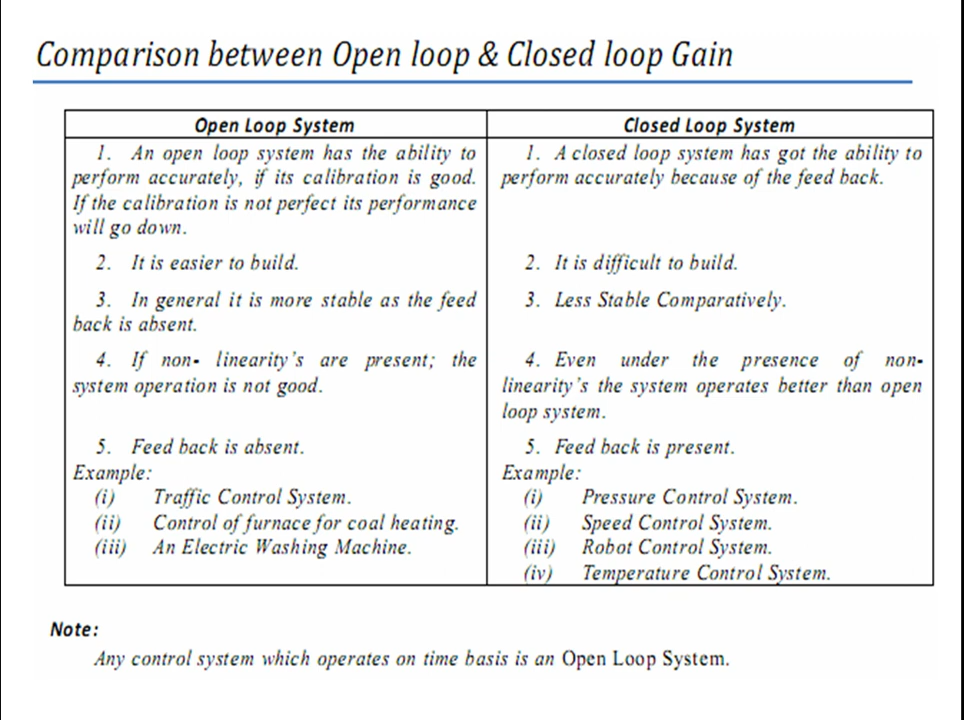 Comparison between Open loop & Closed loop Gain
Open Loop System
1. An open loop system has the ability to
perform accurately, if its calibration is good.
If the calibration is not perfect its performance
will go down.
2. It is easier to build.
3. In general it is more stable as the feed
back is absent.
4. If non- linearity's are present; the
system operation is not good.
5. Feed back is absent.
Example:
(i) Traffic Control System.
(ii) Control of furnace for coal heating.
(iii) An Electric Washing Machine.
Closed Loop System
1. A closed loop system has got the ability to
perform accurately because of the feed back.
2. It is difficult to build.
3. Less Stable Comparatively.
4. Even under the presence of non-
linearity's the system operates better than open
loop system.
5. Feed back is present.
Example:
(i) Pressure Control System.
(ii) Speed Control System.
(iii) Robot Control System.
(iv) Temperature Control System.
Note:
Any control system which operates on time basis is an Open Loop System.